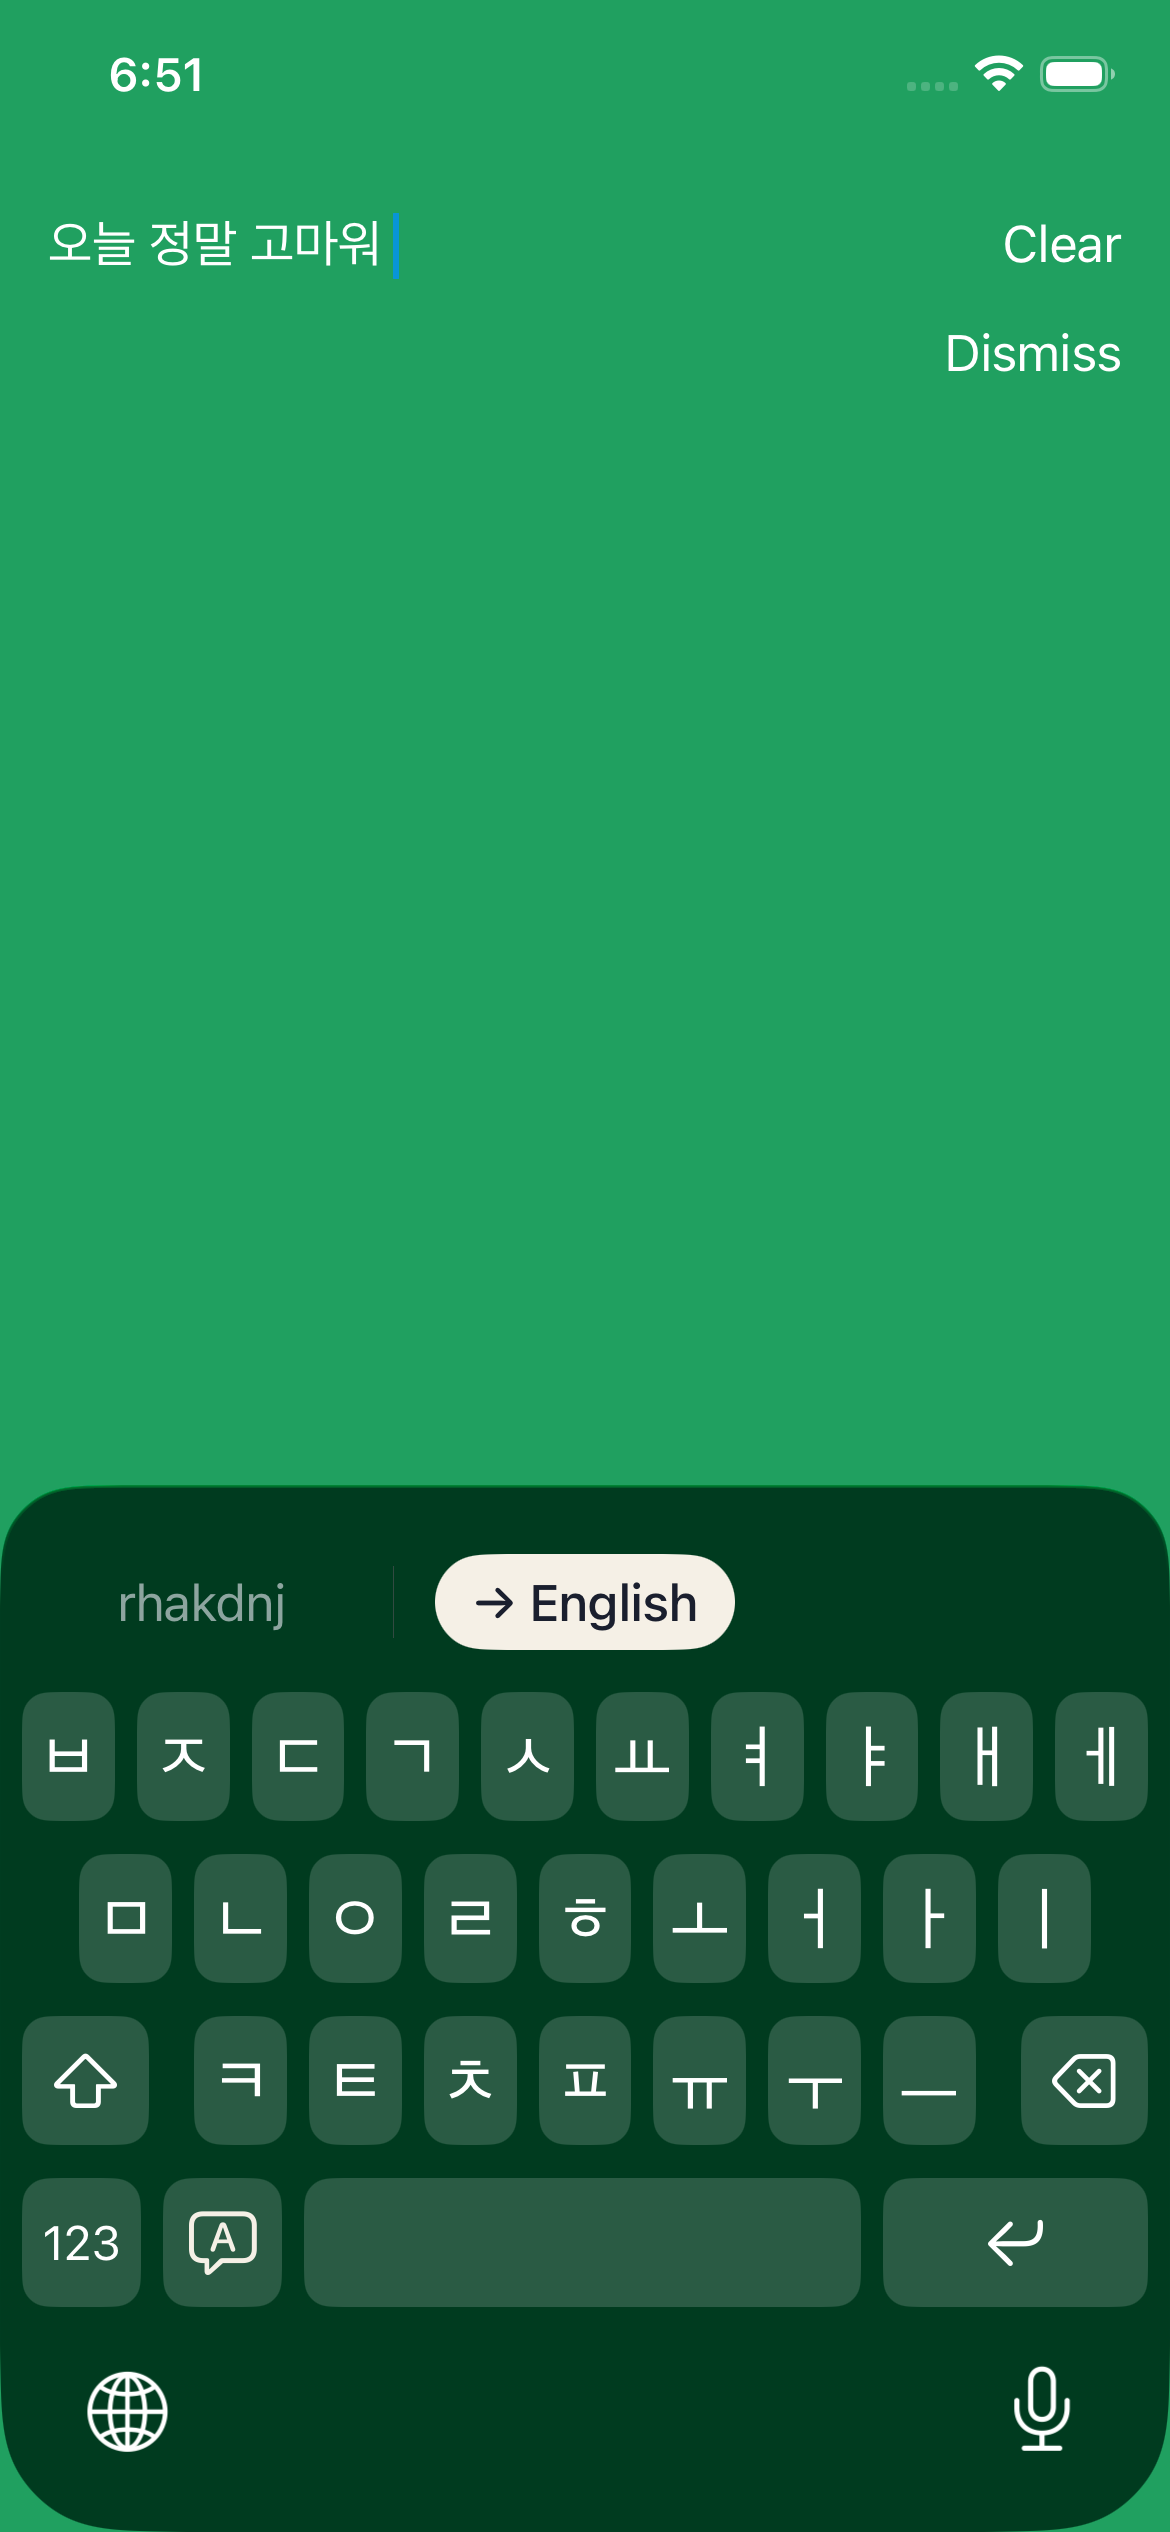 6:51
오늘 정말 고마워
Clear
Dismiss
rhakdnj
→ English
ㅂ ㅈ ㄷ ㄱ ㅅ ㅛ ㅕ ㅑ ㅐ ㅔ
ㅁ ㄴ ㅇ ㄹ ㅎ ㅗ ㅓ ㅏ ㅣ
ㅋ ㅌ ㅊ ㅍ ㅠ ㅜ ㅡ
123 A